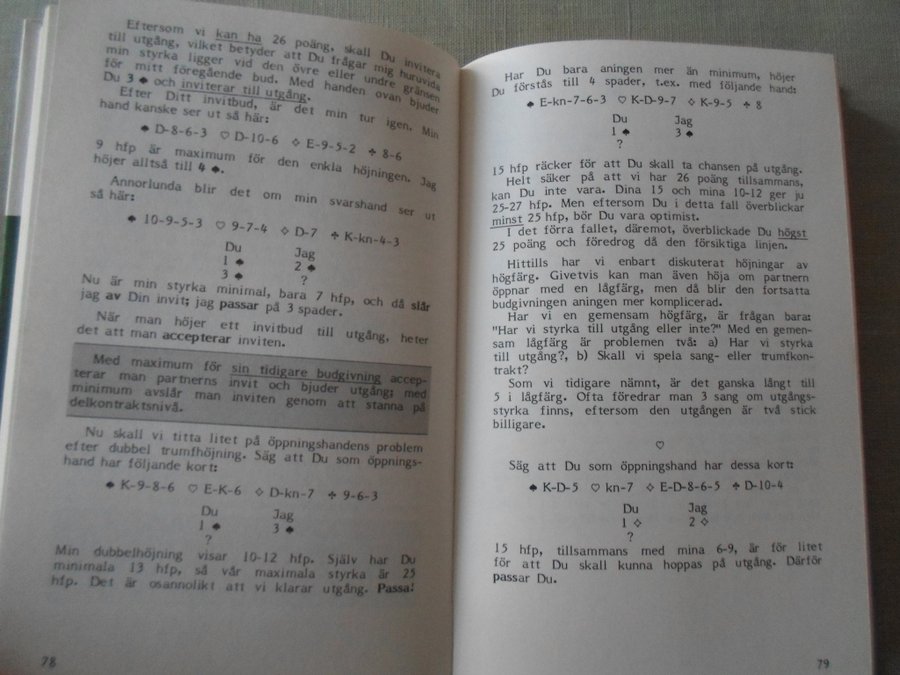 Eftersom vi kan ha 26 poäng, skall Du invitera
till utgång, vilket betyder att Du frågar mig huruvida
min styrka ligger vid den övre eller undre gränsen
för mitt föregående bud. Med handen ovan bjuder
Du 3 ♠ och inviterar till utgång.
Efter Ditt invitbud, är det min tur igen. Min
hand kanske ser ut så här:
♠ D-8-6-3 ♡ D-10-6 ♢ E-9-5-2 ♣ 8-6
9 hfp är maximum för den enkla höjningen. Jag
höjer alltså till 4 ♠.
Annorlunda blir det om min svarshand ser ut
så här:
♠ 10-9-5-3 ♡ 9-7-4 ♢ D-7 ♣ K-kn-4-3
Du Jag
1 ♠ 2 ♠
3 ♠ ?
Nu är min styrka minimal, bara 7 hfp, och då slår
jag av Din invit; jag passar på 3 spader.
När man höjer ett invitbud till utgång, heter
det att man accepterar inviten.
Med maximum för sin tidigare budgivning accep-
terar man partnerns invit och bjuder utgång; med
minimum avslår man inviten genom att stanna på
delkontraktsnivå.
Nu skall vi titta litet på öppningshandens problem
efter dubbel trumfhöjning. Säg att Du som öppnings-
hand har följande kort:
♠ K-9-8-6 ♡ E-K-6 ♢ D-kn-7 ♣ 9-6-3
Du Jag
1 ♠ 3 ♠
?
Min dubbelhöjning visar 10-12 hfp. Själv har Du
minimala 13 hfp, så vår maximala styrka är 25
hfp. Det är osannolikt att vi klarar utgång. Passa!
78
Har Du bara aningen mer än minimum, höjer
Du förstås till 4 spader, t.ex. med följande hand:
♠ E-kn-7-6-3 ♡ K-D-9-7 ♢ K-9-5 ♣ 8
Du Jag
1 ♠ 3 ♠
?
15 hfp räcker för att Du skall ta chansen på utgång.
Helt säker på att vi har 26 poäng tillsammans,
kan Du inte vara. Dina 15 och mina 10-12 ger ju
25-27 hfp. Men eftersom Du i detta fall överblickar
minst 25 hfp, bör Du vara optimist.
I det förra fallet, däremot, överblickade Du högst
25 poäng och föredrog då den försiktiga linjen.
Hittills har vi enbart diskuterat höjningar av
högfärg. Givetvis kan man även höja om partnern
öppnar med en lågfärg, men då blir den fortsatta
budgivningen aningen mer komplicerad.
Har vi en gemensam högfärg, är frågan bara:
"Har vi styrka till utgång eller inte?" Med en gemen-
sam lågfärg är problemen två: a) Har vi styrka
till utgång?, b) Skall vi spela sang- eller trumfkon-
trakt?
Som vi tidigare nämnt, är det ganska långt till
5 i lågfärg. Ofta föredrar man 3 sang om utgångs-
styrka finns, eftersom den utgången är två stick
billigare.
♡
Säg att Du som öppningshand har dessa kort:
♠ K-D-5 ♡ kn-7 ♢ E-D-8-6-5 ♣ D-10-4
Du Jag
1 ♢ 2 ♢
?
15 hfp, tillsammans med mina 6-9, är för litet
för att Du skall kunna hoppas på utgång. Därför
passar Du.
79